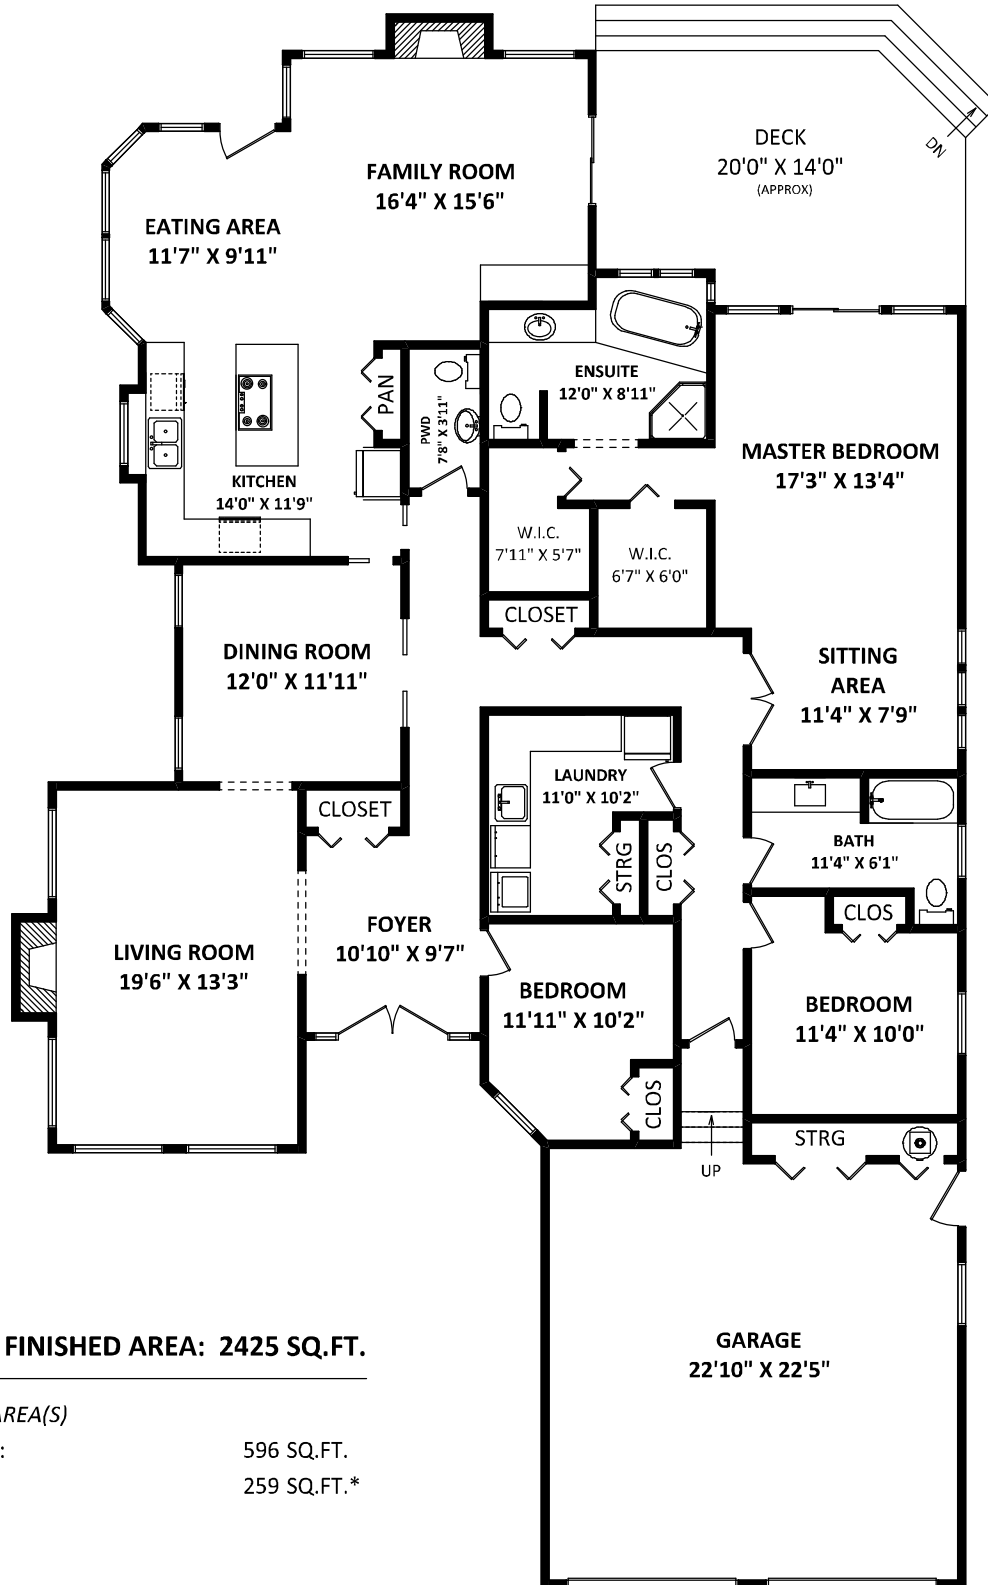 DECK
20'0" X 14'0"
(APPROX)
DN
FAMILY ROOM
16'4" X 15'6"
EATING AREA
11'7" X 9'11"
ENSUITE
12'0" X 8'11"
PAN
PWD
7'8" X 3'11"
MASTER BEDROOM
17'3" X 13'4"
KITCHEN
14'0" X 11'9"
W.I.C.
7'11" X 5'7"
W.I.C.
6'7" X 6'0"
CLOSET
DINING ROOM
12'0" X 11'11"
SITTING
AREA
11'4" X 7'9"
LAUNDRY
11'0" X 10'2"
CLOSET
STRG
CLOS
BATH
11'4" X 6'1"
CLOS
FOYER
10'10" X 9'7"
LIVING ROOM
19'6" X 13'3"
BEDROOM
11'11" X 10'2"
BEDROOM
11'4" X 10'0"
CLOS
STRG
UP
GARAGE
22'10" X 22'5"
FINISHED AREA: 2425 SQ.FT.
AREA(S)
: 596 SQ.FT.
259 SQ.FT.*